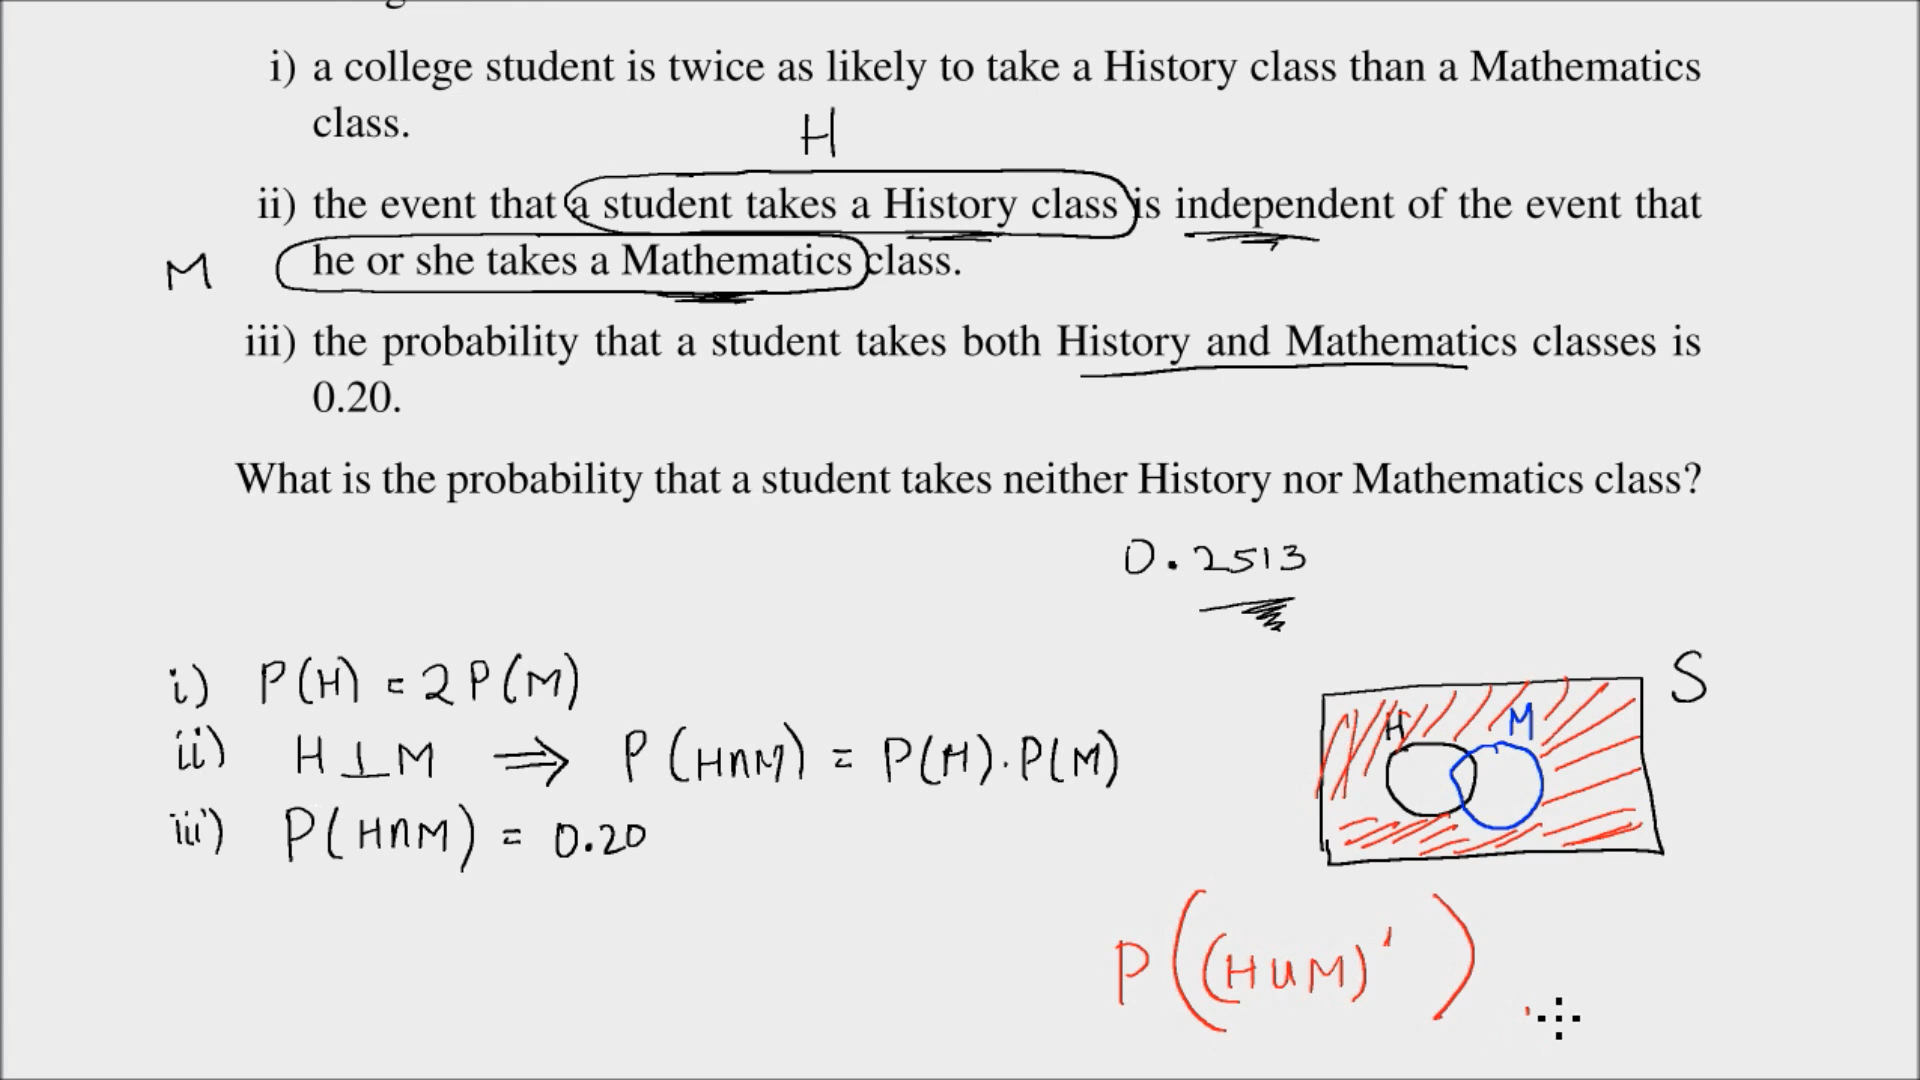 i) a college student is twice as likely to take a History class than a Mathematics
class.
H
ii) the event that a student takes a History class is independent of the event that
M he or she takes a Mathematics class.
iii) the probability that a student takes both History and Mathematics classes is
0.20.
What is the probability that a student takes neither History nor Mathematics class?
0.2513
i) P(H) = 2P(M)
ii) H⊥M ⇒ P(H∩M) = P(H).P(M)
iii) P(H∩M) = 0.20
S
H M
P((H∪M)')